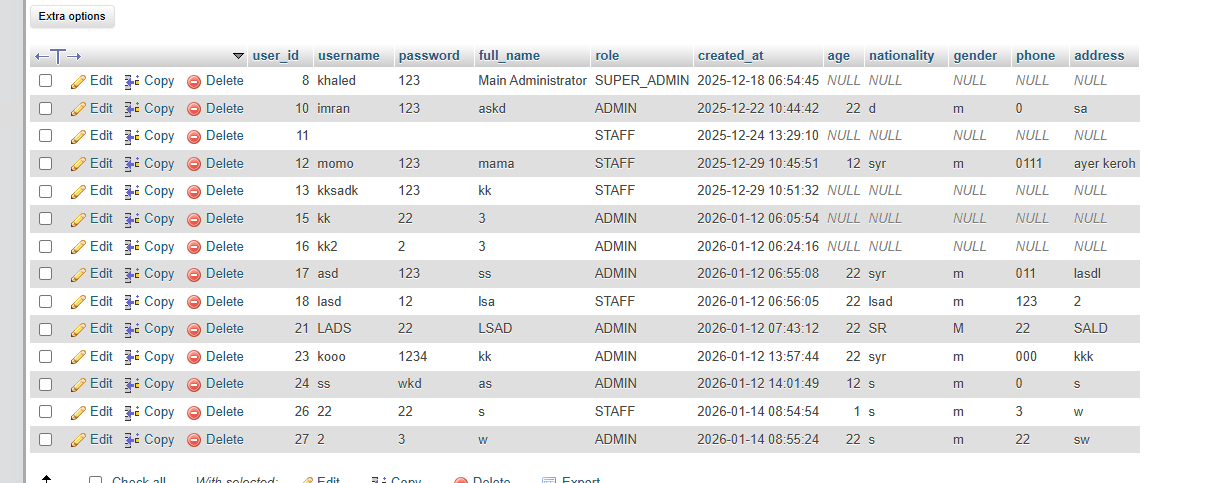 Extra options
user_id username password full_name role created_at age nationality gender phone address
Edit Copy Delete 8 khaled 123 Main Administrator SUPER_ADMIN 2025-12-18 06:54:45 NULL NULL NULL NULL NULL
Edit Copy Delete 10 imran 123 askd ADMIN 2025-12-22 10:44:42 22 d m 0 sa
Edit Copy Delete 11 STAFF 2025-12-24 13:29:10 NULL NULL NULL NULL NULL
Edit Copy Delete 12 momo 123 mama STAFF 2025-12-29 10:45:51 12 syr m 0111 ayer keroh
Edit Copy Delete 13 kksadk 123 kk STAFF 2025-12-29 10:51:32 NULL NULL NULL NULL NULL
Edit Copy Delete 15 kk 22 3 ADMIN 2026-01-12 06:05:54 NULL NULL NULL NULL NULL
Edit Copy Delete 16 kk2 2 3 ADMIN 2026-01-12 06:24:16 NULL NULL NULL NULL NULL
Edit Copy Delete 17 asd 123 ss ADMIN 2026-01-12 06:55:08 22 syr m 011 lasdl
Edit Copy Delete 18 lasd 12 lsa STAFF 2026-01-12 06:56:05 22 lsad m 123 2
Edit Copy Delete 21 LADS 22 LSAD ADMIN 2026-01-12 07:43:12 22 SR M 22 SALD
Edit Copy Delete 23 kooo 1234 kk ADMIN 2026-01-12 13:57:44 22 syr m 000 kkk
Edit Copy Delete 24 ss wkd as ADMIN 2026-01-12 14:01:49 12 s m 0 s
Edit Copy Delete 26 22 22 s STAFF 2026-01-14 08:54:54 1 s m 3 w
Edit Copy Delete 27 2 3 w ADMIN 2026-01-14 08:55:24 22 s m 22 sw
Check all With selected: Edit Copy Delete Export